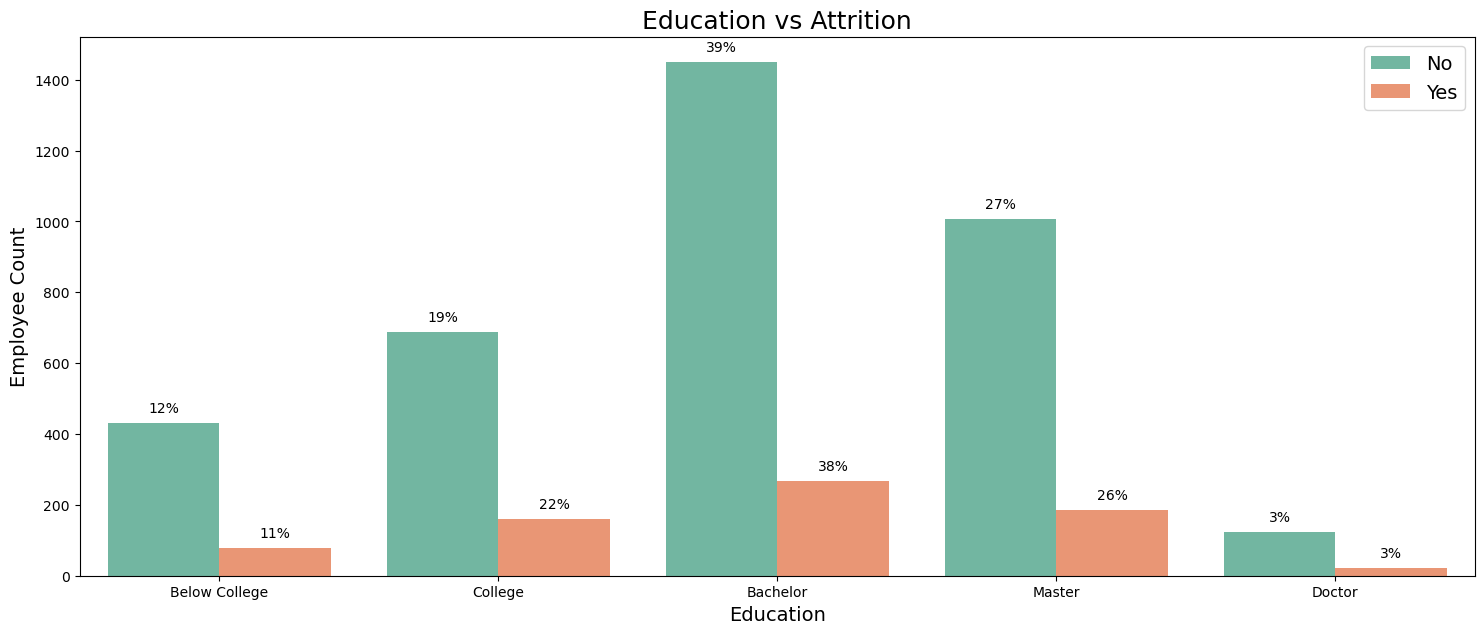 Education vs Attrition
No
Yes
Employee Count
1400
1200
1000
800
600
400
200
0
12%
11%
19%
22%
39%
38%
27%
26%
3%
3%
Below College
College
Bachelor
Master
Doctor
Education